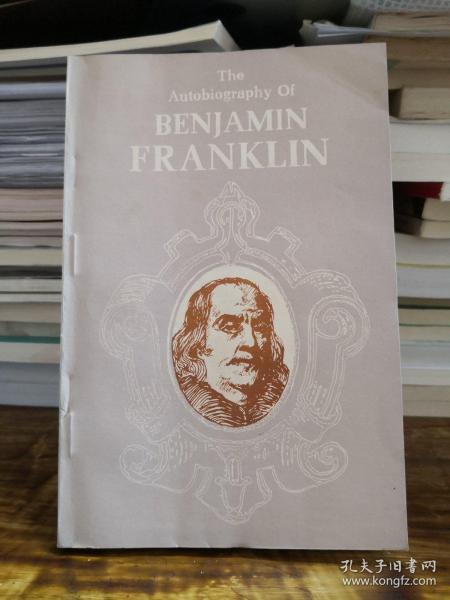 The
Autobiography Of
BENJAMIN
FRANKLIN
孔夫子旧书网
www.kongfz.com